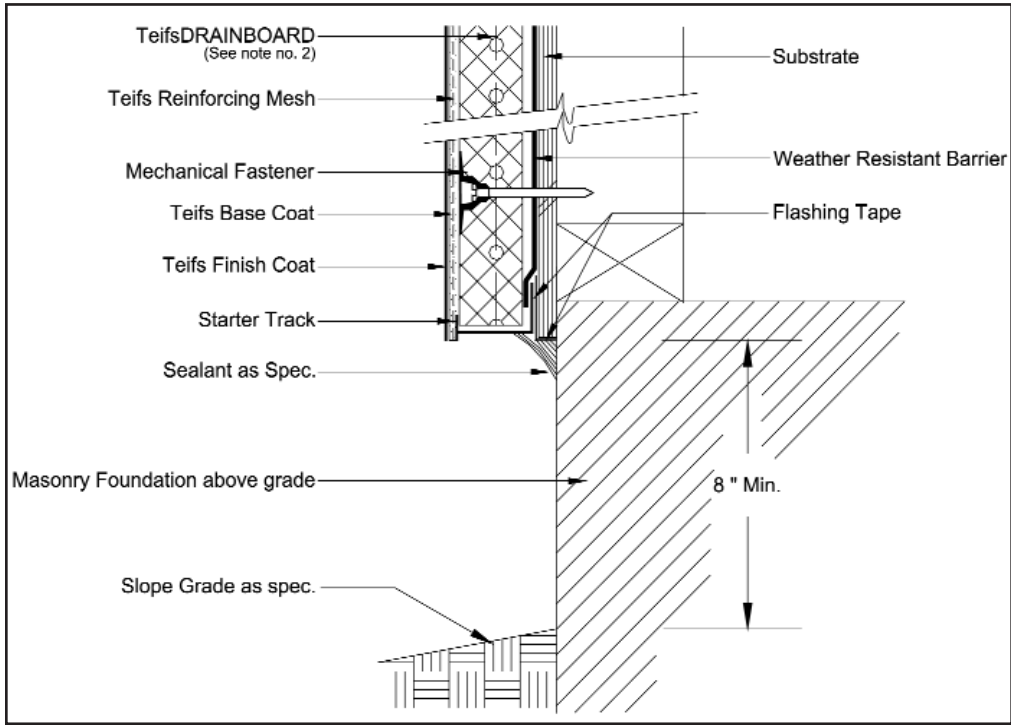 TeifsDRAINBOARD
(See note no. 2)
Teifs Reinforcing Mesh
Mechanical Fastener
Teifs Base Coat
Teifs Finish Coat
Starter Track
Sealant as Spec.
Masonry Foundation above grade
Slope Grade as spec.
Substrate
Weather Resistant Barrier
Flashing Tape
8 " Min.